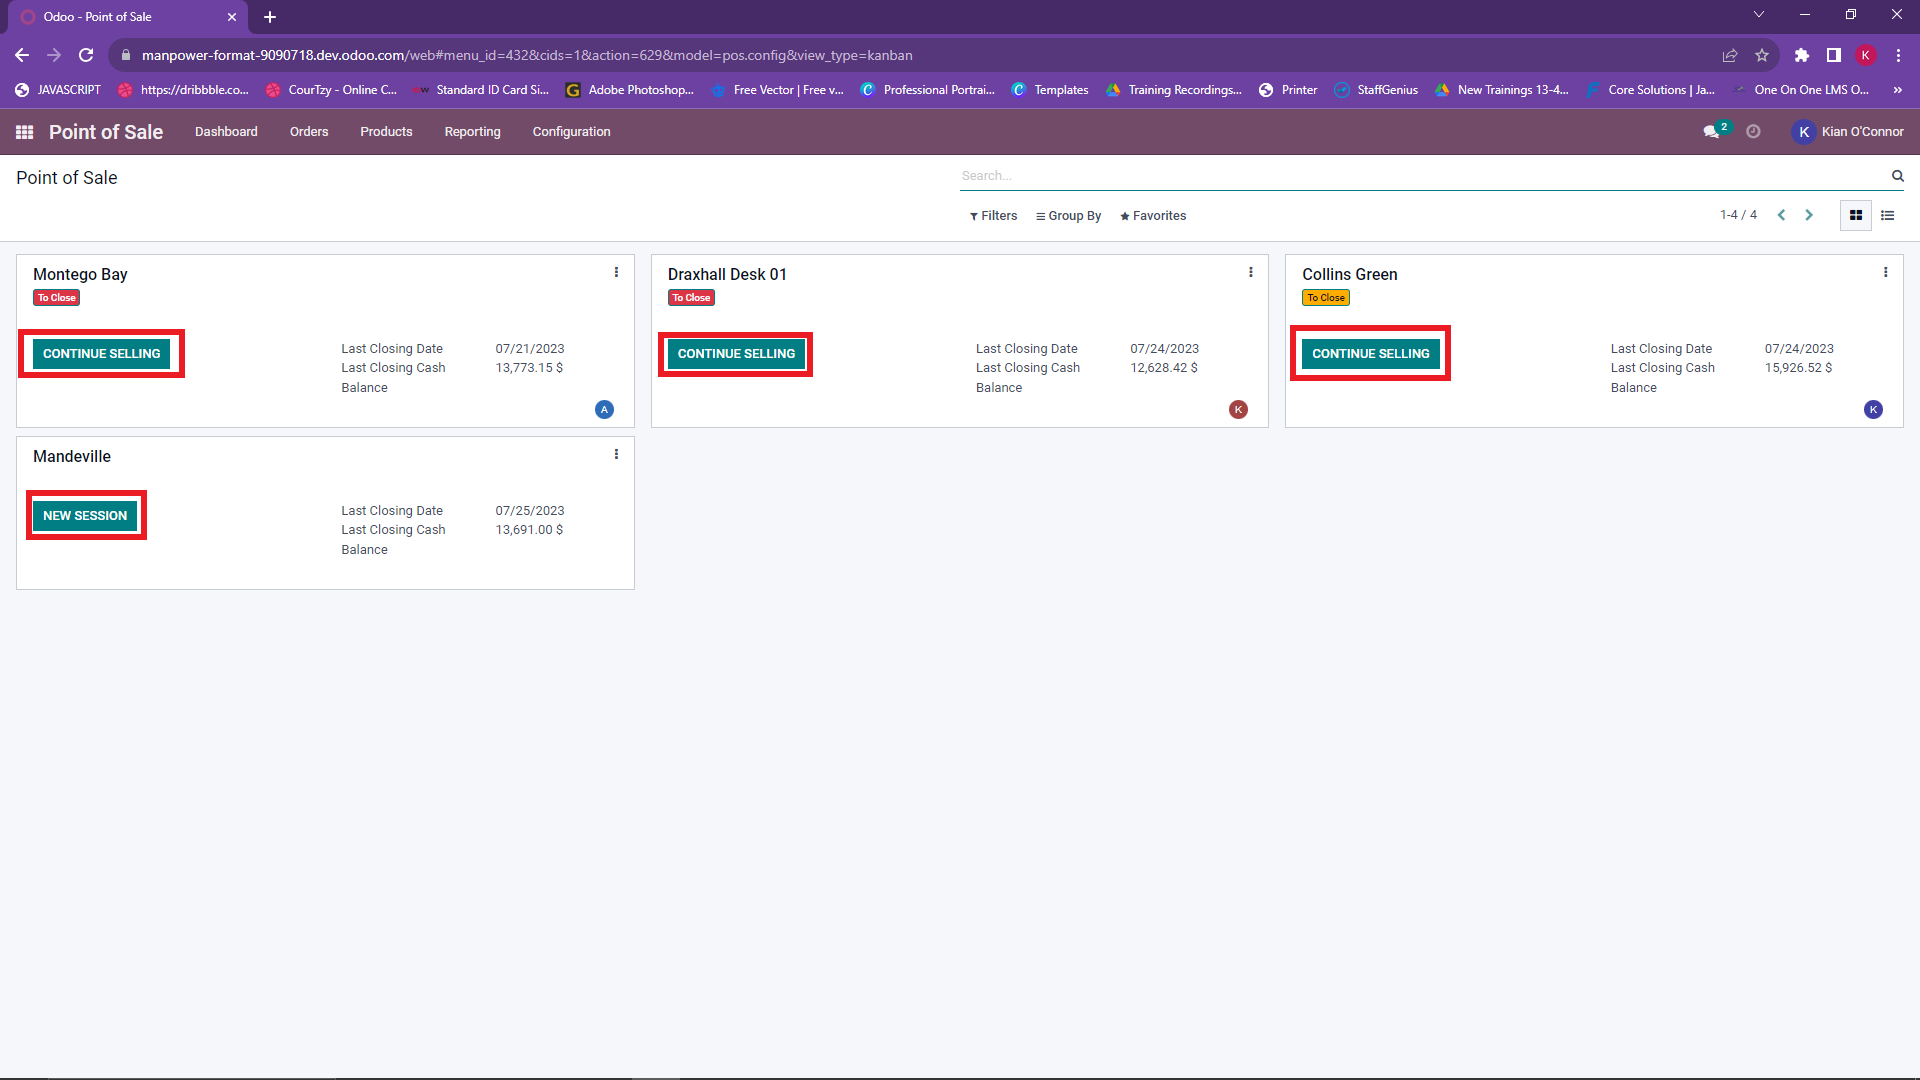 Odoo - Point of Sale
manpower-format-9090718.dev.odoo.com/web#menu_id=432&cids=1&action=629&model=pos.config&view_type=kanban
K
JAVASCRIPT https://dribbble.co... CourTzy - Online C... Standard ID Card Si... Adobe Photoshop... Free Vector | Free v... Professional Portrai... Templates Training Recordings... Printer StaffGenius New Trainings 13-4... Core Solutions | Ja... One On One LMS O... »
Point of Sale Dashboard Orders Products Reporting Configuration 2 K Kian O'Connor
Point of Sale
Search...
Filters Group By Favorites 1-4 / 4
Montego Bay
To Close
CONTINUE SELLING
Last Closing Date 07/21/2023
Last Closing Cash 13,773.15 $
Balance
A
Draxhall Desk 01
To Close
CONTINUE SELLING
Last Closing Date 07/24/2023
Last Closing Cash 12,628.42 $
Balance
K
Collins Green
To Close
CONTINUE SELLING
Last Closing Date 07/24/2023
Last Closing Cash 15,926.52 $
Balance
K
Mandeville
NEW SESSION
Last Closing Date 07/25/2023
Last Closing Cash 13,691.00 $
Balance